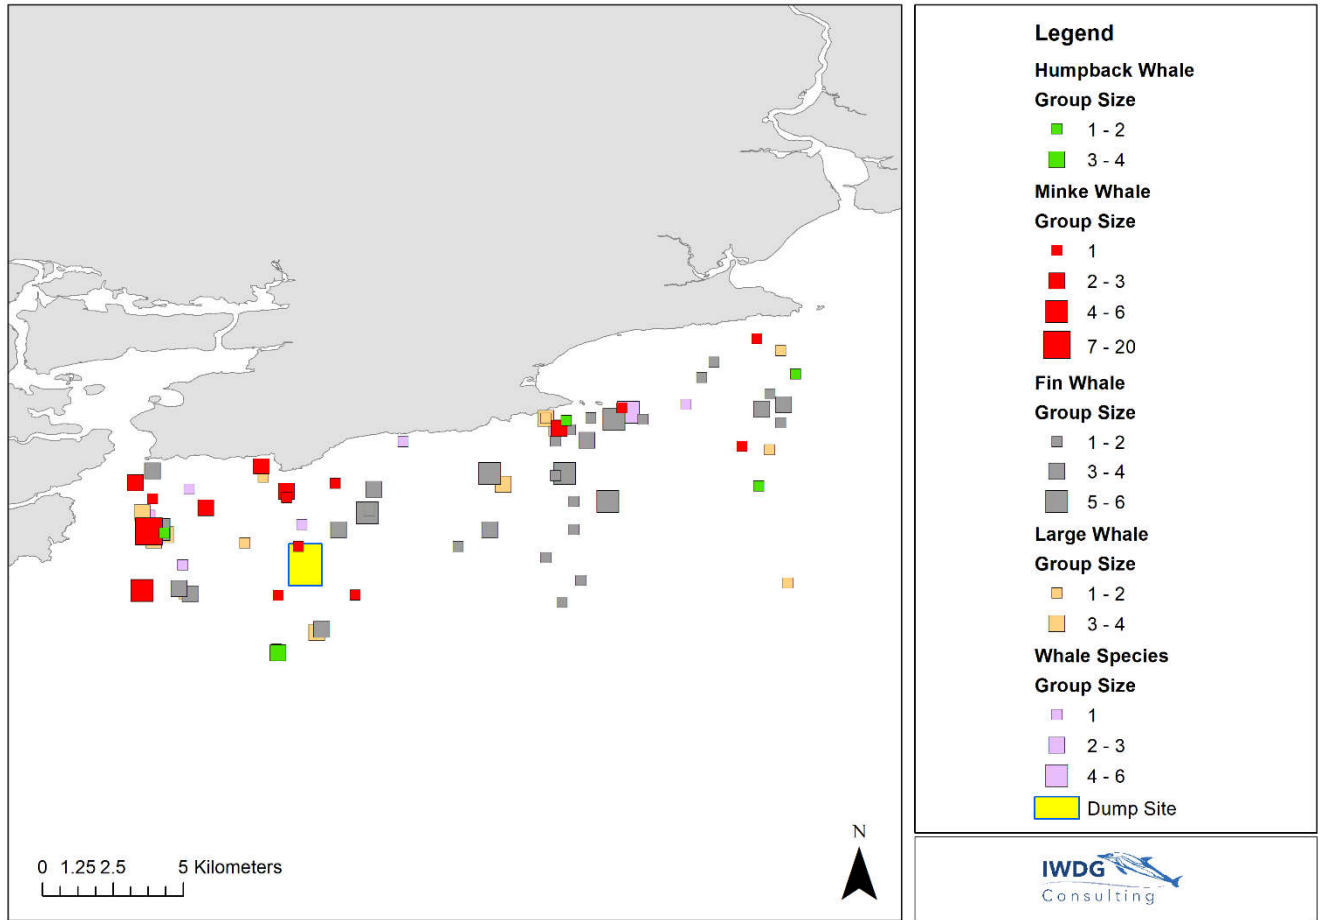 Legend
Humpback Whale
Group Size
1 - 2
3 - 4
Minke Whale
Group Size
1
2 - 3
4 - 6
7 - 20
Fin Whale
Group Size
1 - 2
3 - 4
5 - 6
Large Whale
Group Size
1 - 2
3 - 4
Whale Species
Group Size
1
2 - 3
4 - 6
Dump Site
N
0 1.25 2.5 5 Kilometers
IWDG
Consulting